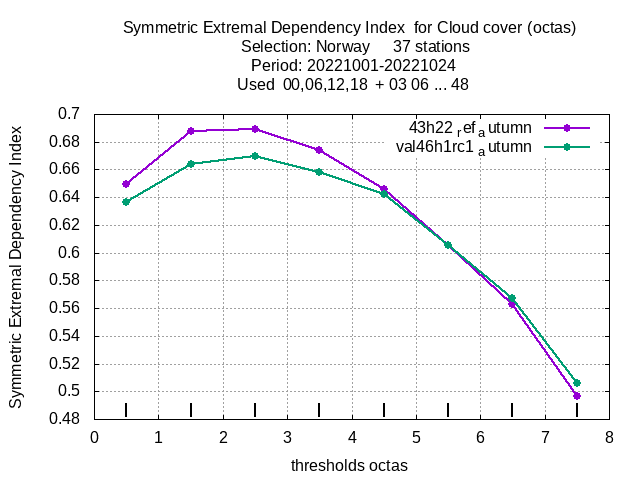 Symmetric Extremal Dependency Index for Cloud cover (octas)
Selection: Norway 37 stations
Period: 20221001-20221024
Used 00,06,12,18 + 03 06 ... 48
43h22 ref a utumn
val46h1rc1 a utumn
Symmetric Extremal Dependency Index
0.7
0.68
0.66
0.64
0.62
0.6
0.58
0.56
0.54
0.52
0.5
0.48
0 1 2 3 4 5 6 7 8
thresholds octas